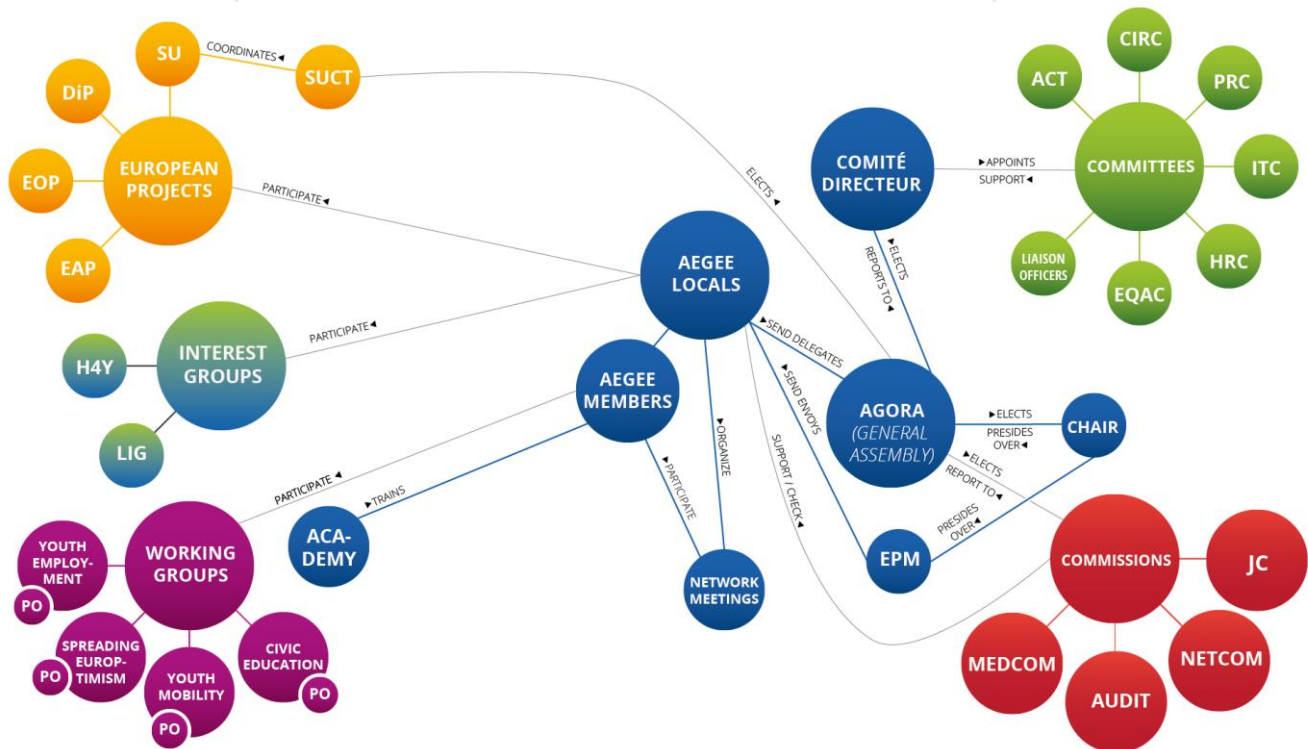 SU
COORDINATES◄
SUCT
DiP
EOP
EAP
EUROPEAN
PROJECTS
PARTICIPATE◄
ELECTS◄
H4Y
LIG
INTEREST
GROUPS
PARTICIPATE◄
AEGEE
LOCALS
AEGEE
MEMBERS
COMITÉ
DIRECTEUR
►APPOINTS
SUPPORT◄
CIRC
ACT
PRC
COMMITTEES
ITC
LIAISON
OFFICERS
HRC
EQAC
►ELECTS
REPORTS TO◄
►SEND DELEGATES
►SEND ENVOYS
AGORA
(GENERAL
ASSEMBLY)
►ELECTS
PRESIDES
OVER◄
CHAIR
►ELECTS
REPORT TO◄
PRESIDES
OVER◄
►ORGANIZE
►PARTICIPATE
SUPPORT / CHECK◄
PARTICIPATE ◄
►TRAINS
ACA-
DEMY
NETWORK
MEETINGS
EPM
WORKING
GROUPS
YOUTH
EMPLOY-
MENT
PO
SPREADING
EUROP-
TIMISM
PO
YOUTH
MOBILITY
PO
CIVIC
EDUCATION
PO
COMMISSIONS
JC
MEDCOM
NETCOM
AUDIT